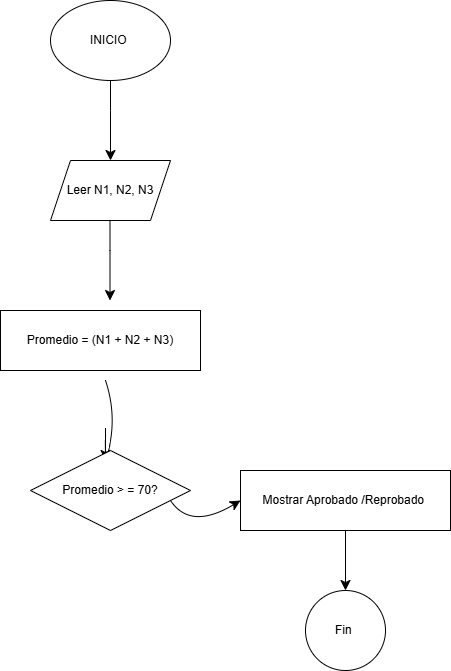 INICIO
Leer N1, N2, N3
Promedio = (N1 + N2 + N3)
Promedio > = 70?
Mostrar Aprobado /Reprobado
Fin